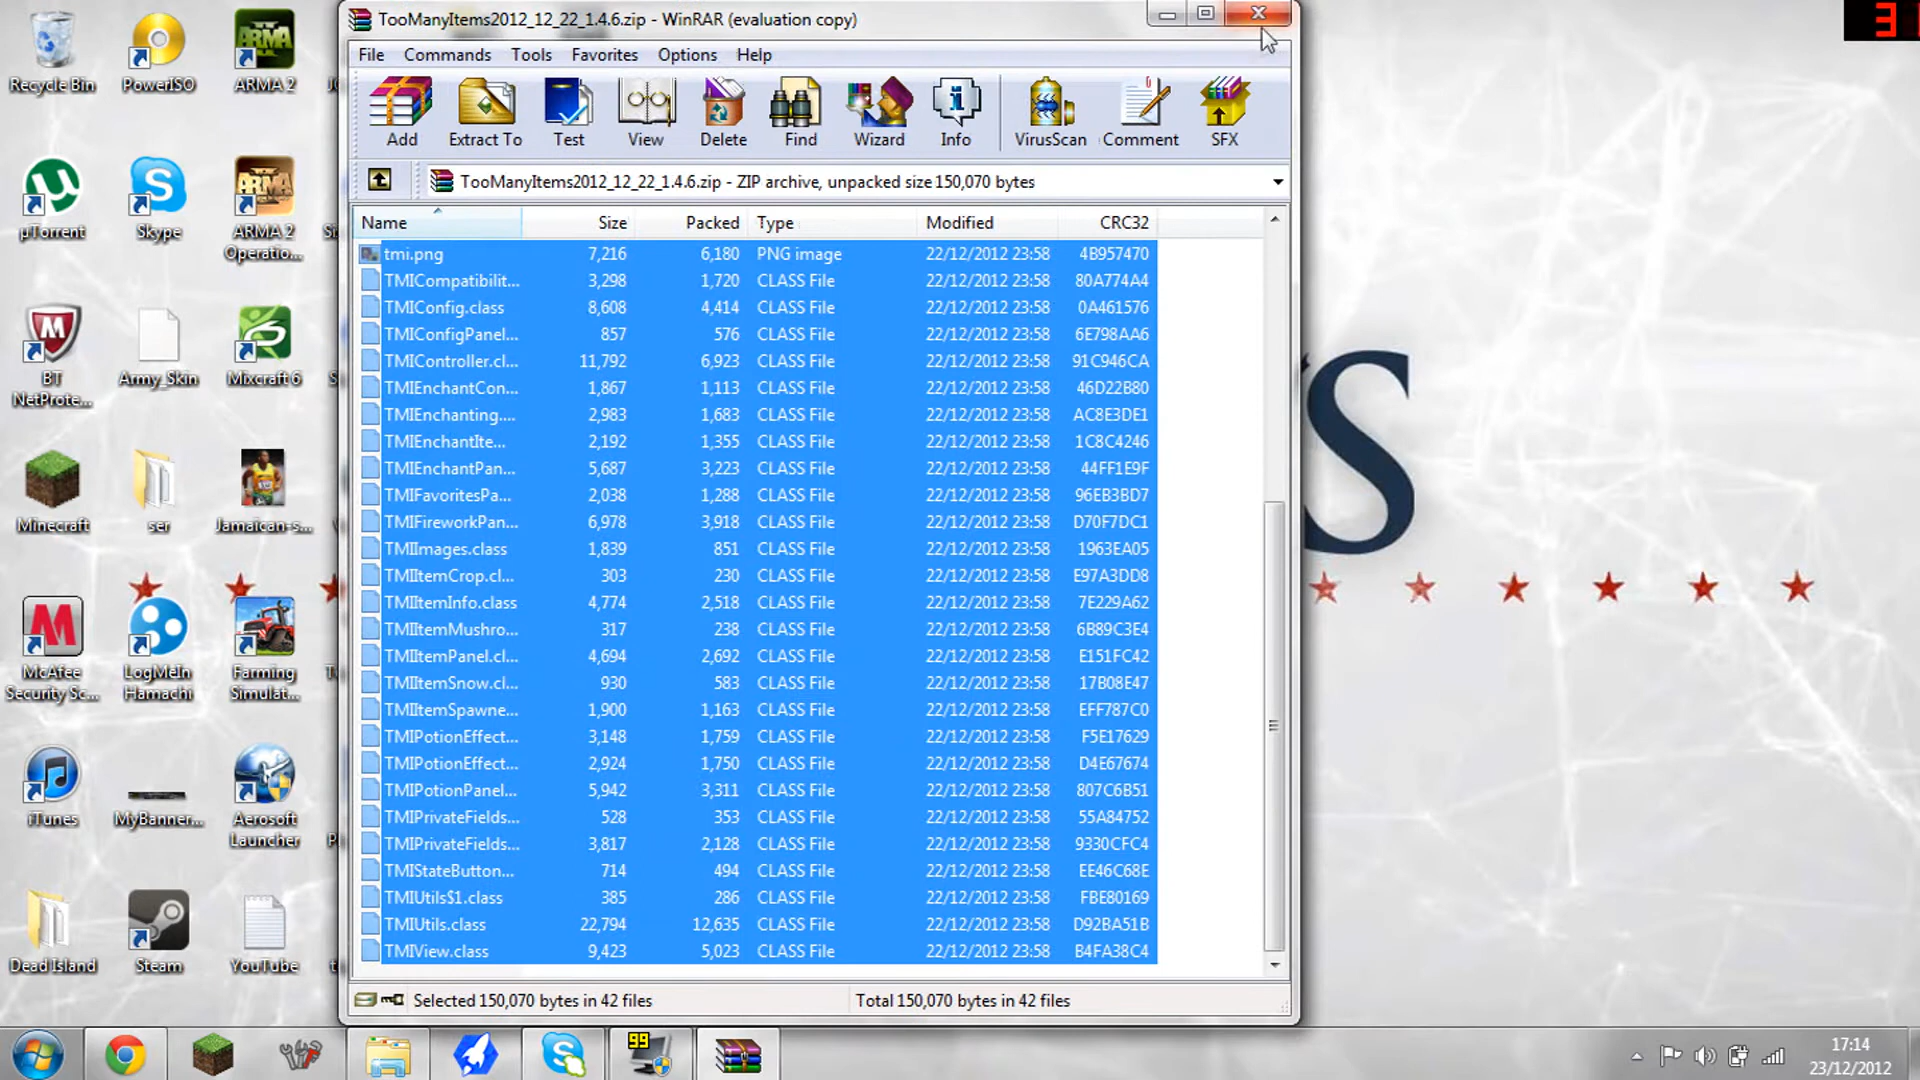 TooManyItems2012_12_22_1.4.6.zip - WinRAR (evaluation copy)
File Commands Tools Favorites Options Help
Add Extract To Test View Delete Find Wizard Info VirusScan Comment SFX
TooManyItems2012_12_22_1.4.6.zip - ZIP archive, unpacked size 150,070 bytes
Name Size Packed Type Modified CRC32
tmi.png 7,216 6,180 PNG image 22/12/2012 23:58 4B957470
TMICompatibilit... 3,298 1,720 CLASS File 22/12/2012 23:58 80A774A4
TMIConfig.class 8,608 4,414 CLASS File 22/12/2012 23:58 0A461576
TMIConfigPanel... 857 576 CLASS File 22/12/2012 23:58 6E798AA6
TMIController.cl... 11,792 6,923 CLASS File 22/12/2012 23:58 91C946CA
TMIEnchantCon... 1,867 1,113 CLASS File 22/12/2012 23:58 46D22B80
TMIEnchanting.... 2,983 1,683 CLASS File 22/12/2012 23:58 AC8E3DE1
TMIEnchantIte... 2,192 1,355 CLASS File 22/12/2012 23:58 1C8C4246
TMIEnchantPan... 5,687 3,223 CLASS File 22/12/2012 23:58 44FF1E9F
TMIFavoritesPa... 2,038 1,288 CLASS File 22/12/2012 23:58 96EB3BD7
TMIFireworkPan... 6,978 3,918 CLASS File 22/12/2012 23:58 D70F7DC1
TMIImages.class 1,839 851 CLASS File 22/12/2012 23:58 1963EA05
TMIItemCrop.cl... 303 230 CLASS File 22/12/2012 23:58 E97A3DD8
TMIItemInfo.class 4,774 2,518 CLASS File 22/12/2012 23:58 7E229A62
TMIItemMushro... 317 238 CLASS File 22/12/2012 23:58 6B89C3E4
TMIItemPanel.cl... 4,694 2,692 CLASS File 22/12/2012 23:58 E151FC42
TMIItemSnow.cl... 930 583 CLASS File 22/12/2012 23:58 17B08E47
TMIItemSpawne... 1,900 1,163 CLASS File 22/12/2012 23:58 EFF787C0
TMIPotionEffect... 3,148 1,759 CLASS File 22/12/2012 23:58 F5E17629
TMIPotionEffect... 2,924 1,750 CLASS File 22/12/2012 23:58 D4E67674
TMIPotionPanel... 5,942 3,311 CLASS File 22/12/2012 23:58 807C6B51
TMIPrivateFields... 528 353 CLASS File 22/12/2012 23:58 55A84752
TMIPrivateFields... 3,817 2,128 CLASS File 22/12/2012 23:58 9330CFC4
TMIStateButton... 714 494 CLASS File 22/12/2012 23:58 EE46C68E
TMIUtils$1.class 385 286 CLASS File 22/12/2012 23:58 FBE80169
TMIUtils.class 22,794 12,635 CLASS File 22/12/2012 23:58 D92BA51B
TMIView.class 9,423 5,023 CLASS File 22/12/2012 23:58 B4FA38C4
Selected 150,070 bytes in 42 files Total 150,070 bytes in 42 files
Recycle Bin PowerISO ARMA 2
µTorrent Skype ARMA 2
Operatio...
BT
NetProte... Army_Skin Mixcraft 6
Minecraft ser Jamaican-s...
McAfee
Security Sc... LogMeIn
Hamachi Farming
Simulat...
iTunes MyBanner... Aerosoft
Launcher
Dead Island Steam YouTube
S
31
99
17:14
23/12/2012